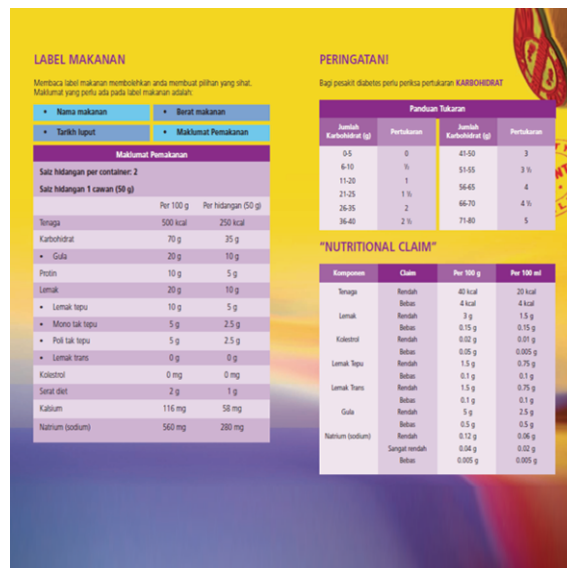 LABEL MAKANAN
Membaca label makanan membolehkan anda membuat pilihan yang sihat.
Maklumat yang perlu ada pada label makanan adalah:
• Nama makanan • Berat makanan
• Tarikh luput • Maklumat Pemakanan
Maklumat Pemakanan
Saiz hidangan per container: 2
Saiz hidangan 1 cawan (50 g)
Per 100 g Per hidangan (50 g)
Tenaga 500 kcal 250 kcal
Karbohidrat 70 g 35 g
• Gula 20 g 10 g
Protin 10 g 5 g
Lemak 20 g 10 g
• Lemak tepu 10 g 5 g
• Mono tak tepu 5 g 2.5 g
• Poli tak tepu 5 g 2.5 g
• Lemak trans 0 g 0 g
Kolestrol 0 mg 0 mg
Serat diet 2 g 1 g
Kalsium 116 mg 58 mg
Natrium (sodium) 560 mg 280 mg
PERINGATAN!
Bagi pesakit diabetes perlu periksa pertukaran KARBOHIDRAT
Panduan Tukaran
Jumlah Karbohidrat (g) Pertukaran Jumlah Karbohidrat (g) Pertukaran
0-5 0 41-50 3
6-10 ½ 51-55 3 ½
11-20 1 56-65 4
21-25 1 ½ 66-70 4 ½
26-35 2 71-80 5
36-40 2 ½
"NUTRITIONAL CLAIM"
Komponen Claim Per 100 g Per 100 ml
Tenaga Rendah 40 kcal 20 kcal
Bebas 4 kcal 4 kcal
Lemak Rendah 3 g 1.5 g
Bebas 0.15 g 0.15 g
Kolestrol Rendah 0.02 g 0.01 g
Bebas 0.05 g 0.005 g
Lemak Tepu Rendah 1.5 g 0.75 g
Bebas 0.1 g 0.1 g
Lemak Trans Rendah 1.5 g 0.75 g
Bebas 0.1 g 0.1 g
Gula Rendah 5 g 2.5 g
Bebas 0.5 g 0.5 g
Natrium (sodium) Rendah 0.12 g 0.06 g
Sangat rendah 0.04 g 0.02 g
Bebas 0.005 g 0.005 g